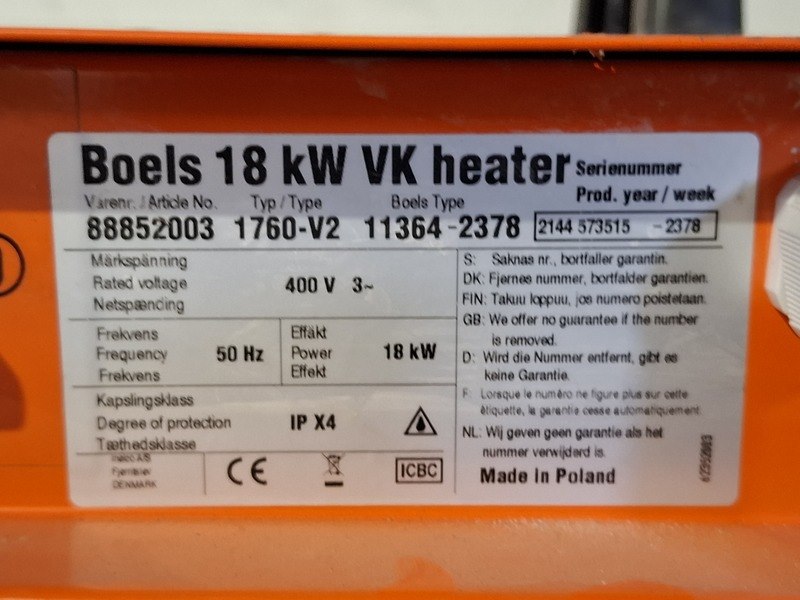 Boels 18 kW VK heater
Serienummer
Prod. year / week
Varenr. / Article No. Typ / Type Boels Type
88852003 1760-V2 11364-2378 2144 573515 -2378
Märkspänning
Rated voltage 400 V 3~
Netspænding
Frekvens
Frequency 50 Hz
Frekvens
Effäkt
Power 18 kW
Effekt
Kapslingsklass
Degree of protection IP X4
Tæthedsklasse
Fjernlier
DENMARK
CE
ICBC
S: Saknas nr., bortfaller garantin.
DK: Fjernes nummer, bortfalder garantien.
FIN: Takuu loppuu, jos numero poistetaan.
GB: We offer no guarantee if the number
is removed.
D: Wird die Nummer entfernt, gibt es
keine Garantie.
F: Lorsque le numéro ne figure plus sur cette
étiquette, la garantie cesse automatiquement.
NL: Wij geven geen garantie als het
nummer verwijderd is.
Made in Poland